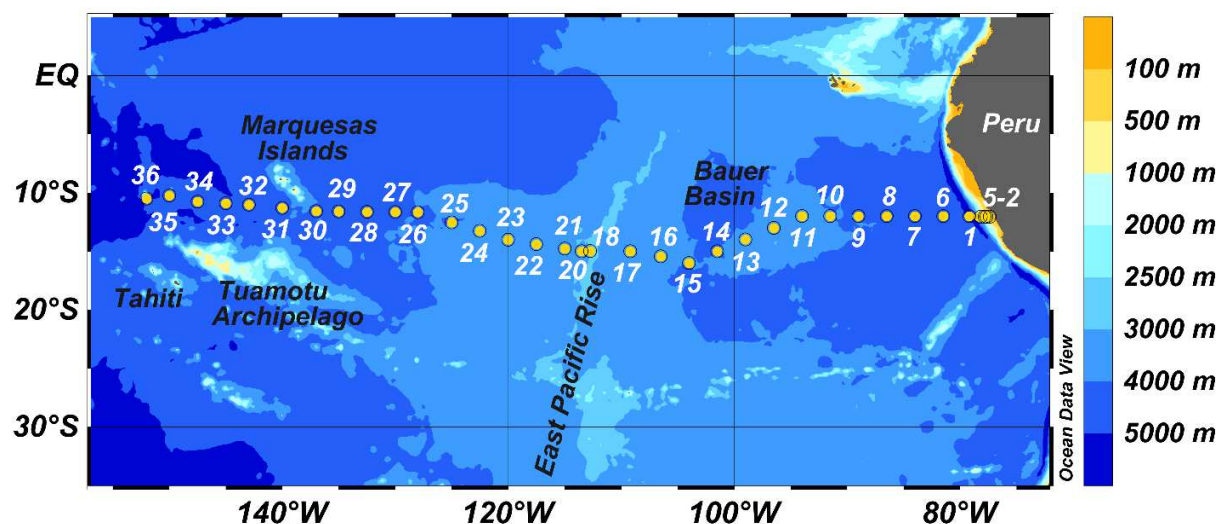 EQ
10°S
20°S
30°S
140°W
120°W
100°W
80°W
Marquesas
Islands
Bauer
Basin
Peru
Tahiti
Tuamotu
Archipelago
East Pacific Rise
36
35
34
33
32
31
30
29
28
27
26
25
24
23
22
21
20
18
17
16
15
14
13
12
11
10
9
8
7
6
1
5-2
Ocean Data View
100 m
500 m
1000 m
2000 m
2500 m
3000 m
4000 m
5000 m